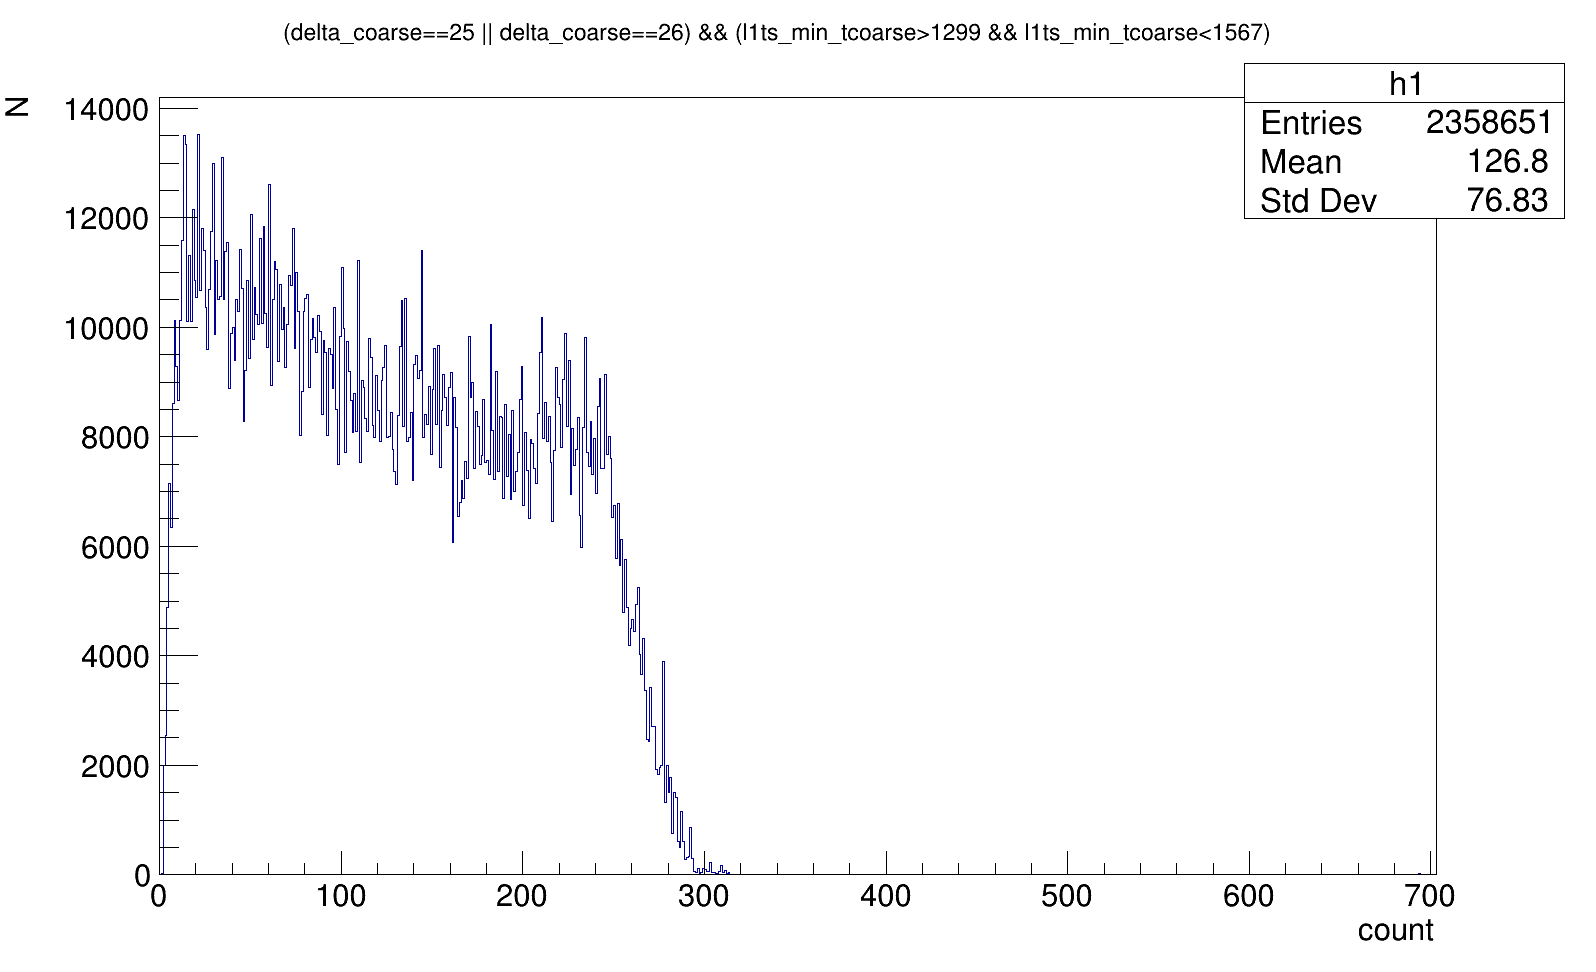 (delta_coarse==25 || delta_coarse==26) && (l1ts_min_tcoarse>1299 && l1ts_min_tcoarse<1567)
h1
Entries 2358651
Mean 126.8
Std Dev 76.83
N
14000
12000
10000
8000
6000
4000
2000
0
0 100 200 300 400 500 600 700
count